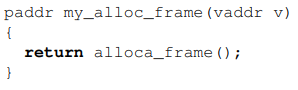 paddr my_alloc_frame(vaddr v)
{
  return alloca_frame();
}